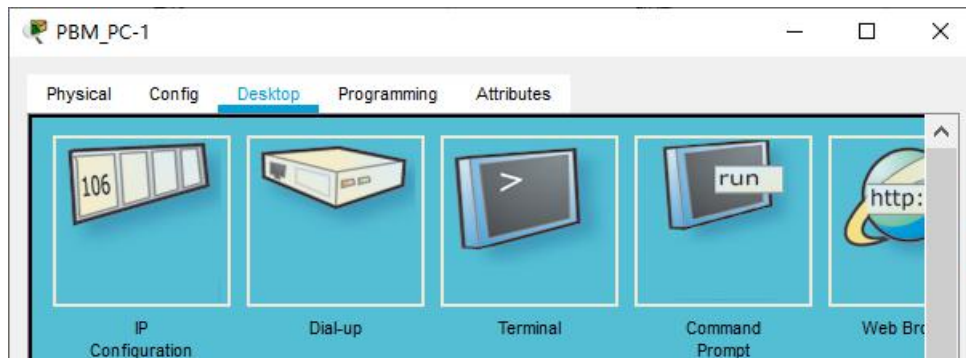 PBM_PC-1
Physical Config Desktop Programming Attributes
106
>
run
http:
IP
Configuration
Dial-up
Terminal
Command
Prompt
Web Bro